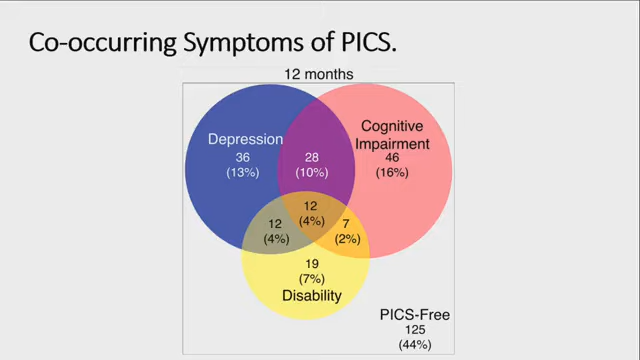 Co-occurring Symptoms of PICS.
12 months
Depression
36
(13%)
28
(10%)
Cognitive
Impairment
46
(16%)
12
(4%)
12
(4%)
7
(2%)
19
(7%)
Disability
PICS-Free
125
(44%)